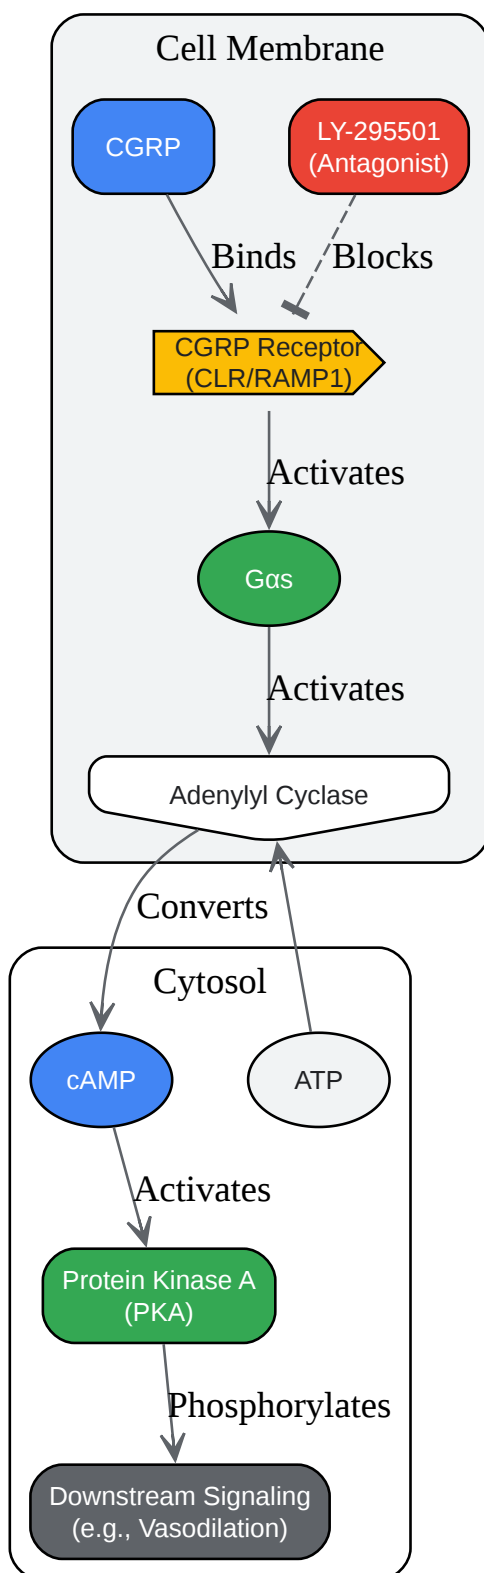 Cell Membrane
CGRP
LY-295501
(Antagonist)
Binds
Blocks
CGRP Receptor
(CLR/RAMP1)
Activates
Gαs
Activates
Adenylyl Cyclase
Converts
Cytosol
cAMP
ATP
Activates
Protein Kinase A
(PKA)
Phosphorylates
Downstream Signaling
(e.g., Vasodilation)